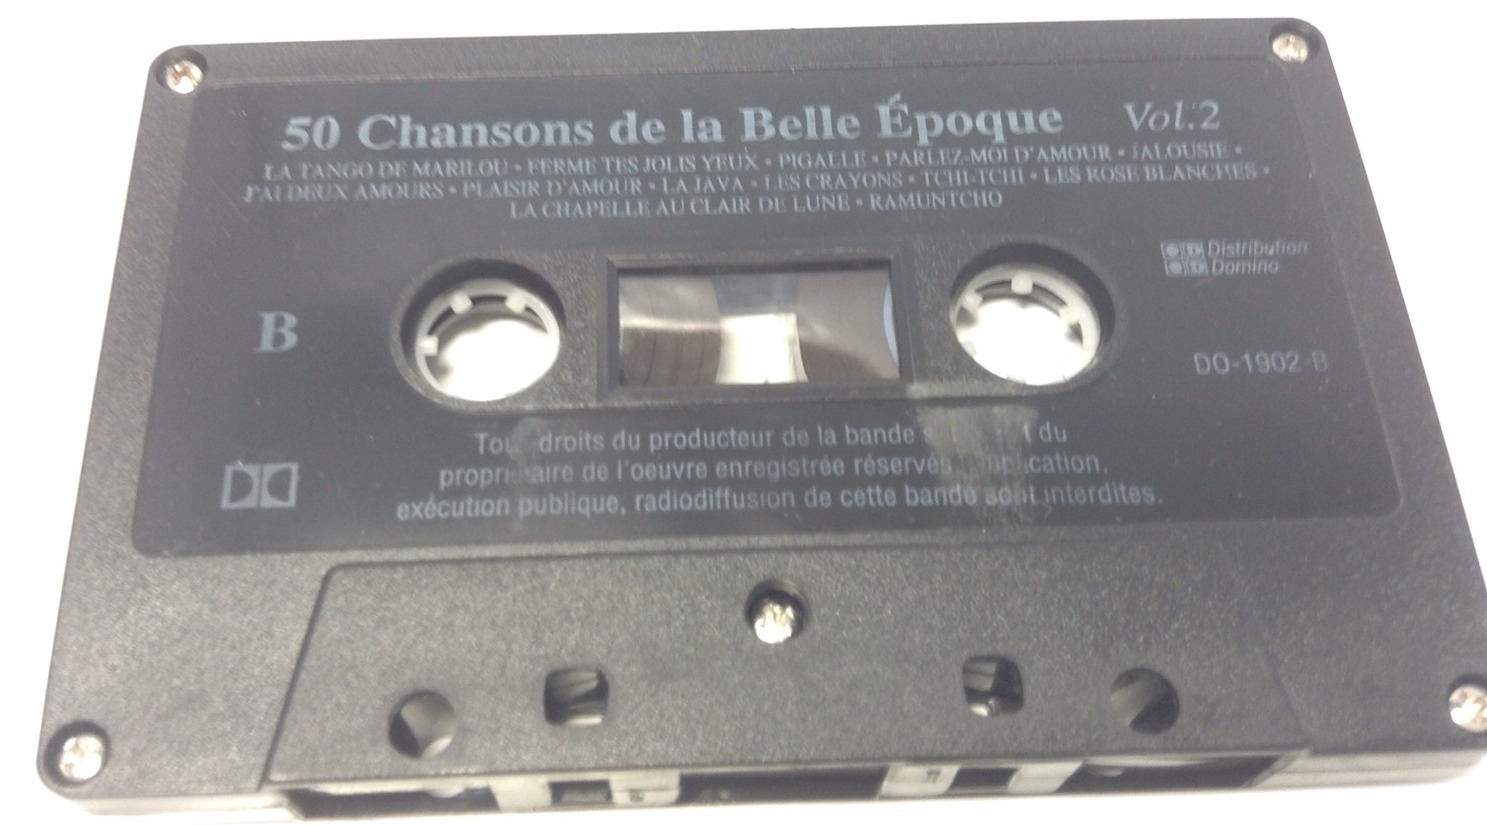 50 Chansons de la Belle Époque Vol.2
LA TANGO DE MARILOU • FERME TES JOLIS YEUX • PIGALLE • PARLEZ-MOI D'AMOUR • JALOUSIE •
J'AI DEUX AMOURS • PLAISIR D'AMOUR • LA JAVA • LES CRAYONS • TCHI-TCHI • LES ROSE BLANCHES •
LA CHAPELLE AU CLAIR DE LUNE • RAMUNTCHO
Distribution
Domino
B
DO-1902-B
droits du producteur de la bande du
de l'oeuvre enregistrée réservés.
exécution publique, radiodiffusion de cette bande sont interdites.